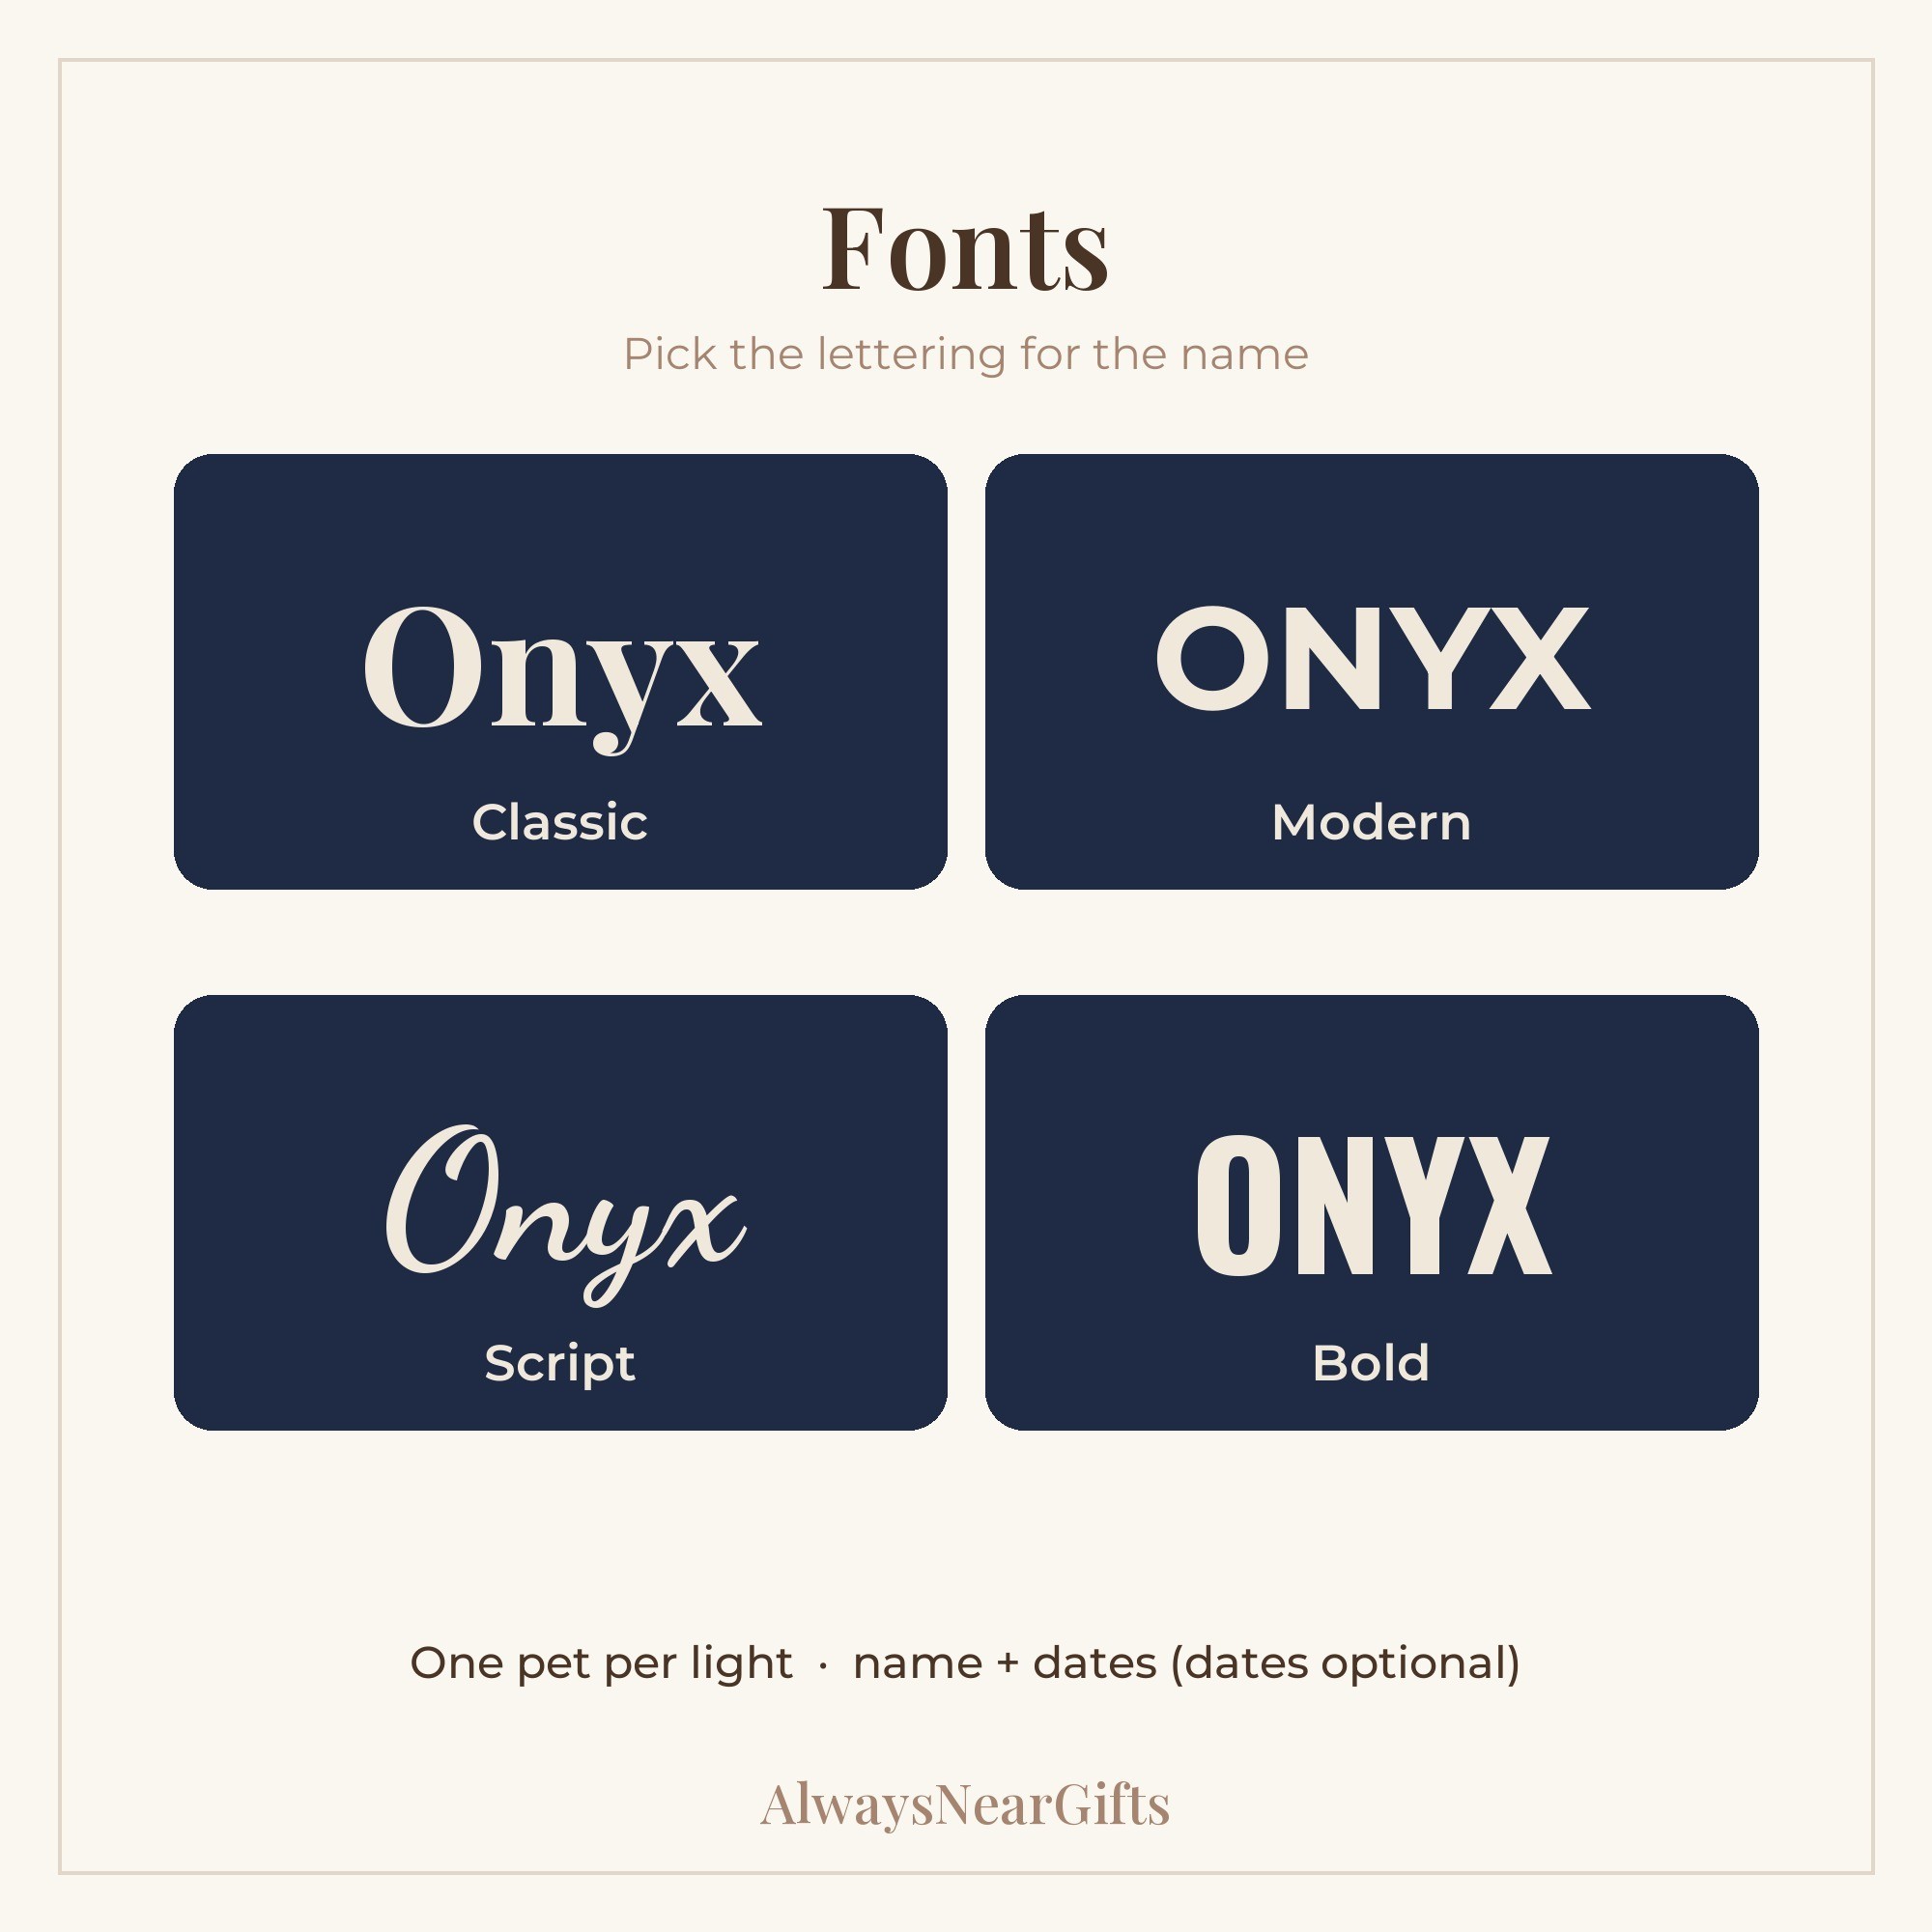 Fonts
Pick the lettering for the name
Onyx
Classic
ONYX
Modern
Onyx
Script
ONYX
Bold
One pet per light · name + dates (dates optional)
AlwaysNearGifts